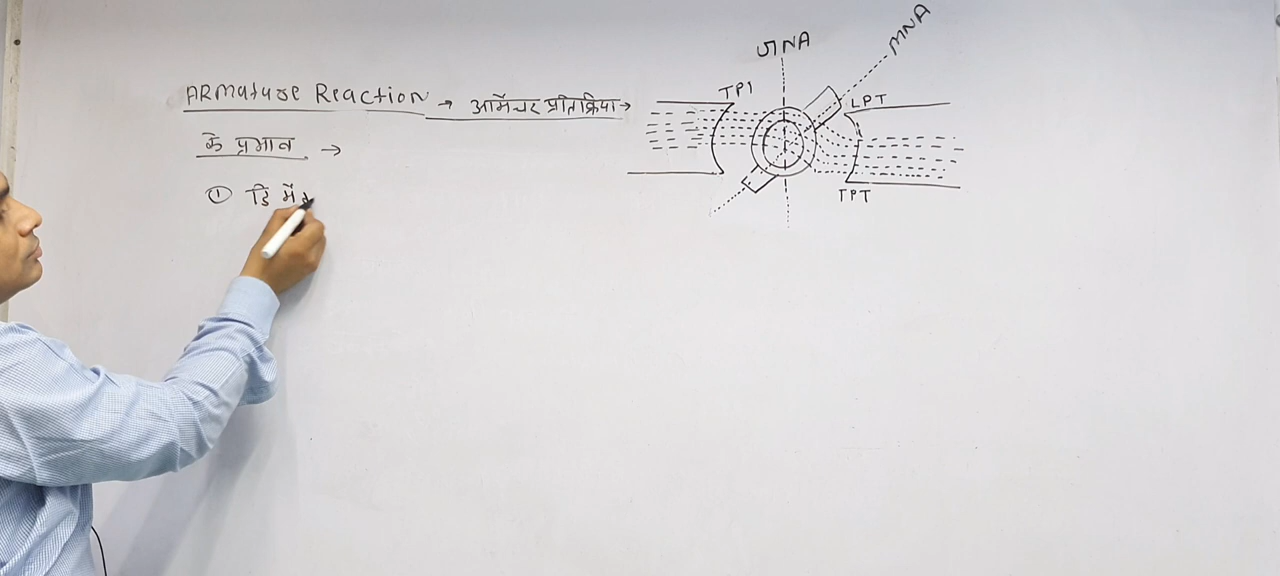 ARMature Reaction → आर्मेचर प्रतिक्रिया →
के प्रभाव →
① डि में
GNA
MNA
TP1
LPT
TPT